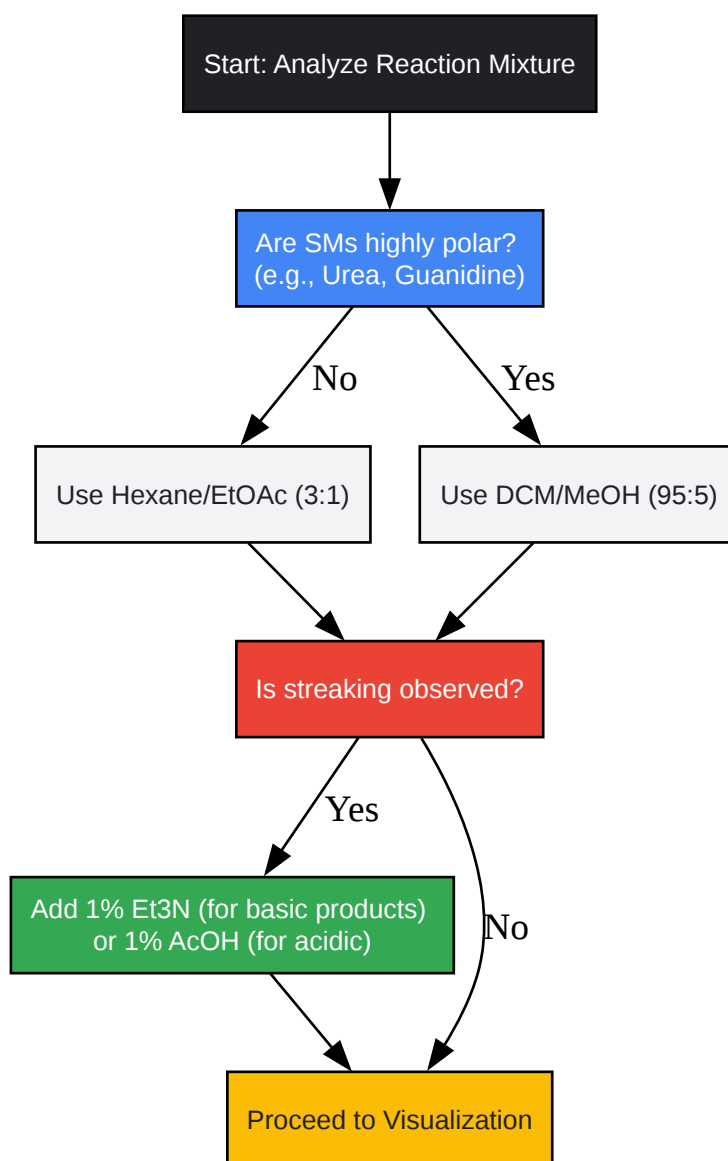 Start: Analyze Reaction Mixture
Are SMs highly polar?
(e.g., Urea, Guanidine)
No
Yes
Use Hexane/EtOAc (3:1)
Use DCM/MeOH (95:5)
Is streaking observed?
Yes
Add 1% Et3N (for basic products)
or 1% AcOH (for acidic)
No
Proceed to Visualization